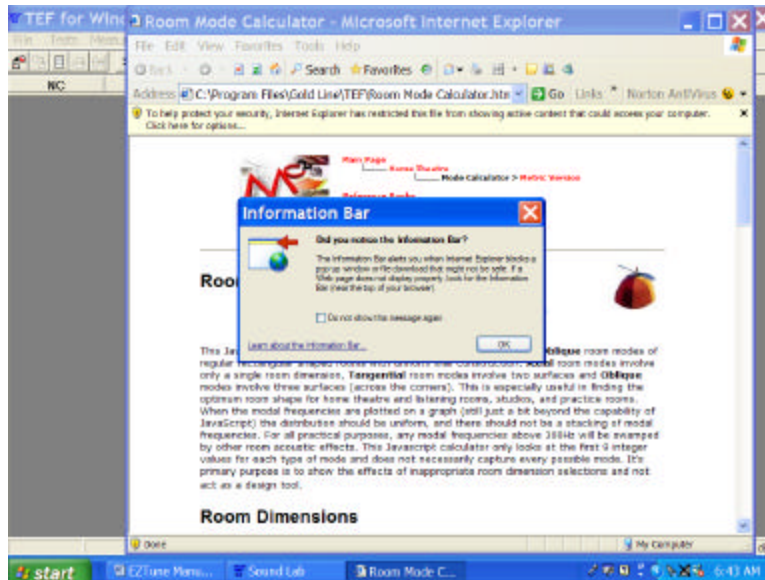 TEF for Wind
Room Mode Calculator - Microsoft Internet Explorer
File Tests
File Edit View Favorites Tools Help
Back Search Favorites
NC
Address C:\Program Files\Gold Line\TEF\Room Mode Calculator.htm Go Links Norton AntiVirus
To help protect your security, Internet Explorer has restricted this file from showing active content that could access your computer.
Click here for options...
Main Page
Home Theatre
Mode Calculator > Metric Version
Information Bar
Did you notice the Information Bar?
The Information Bar alerts you when Internet Explorer blocks a
pop-up window or file download that might not be safe. If a
Web page does not display properly, look for the Information
Bar (near the top of your browser).
Roo
Do not show this message again
Learn about the Information Bar...
OK
This Jav
Oblique room modes of
only a single room dimension, Tangential room modes involve two surfaces and Oblique
modes involve three surfaces (across the corners). This is especially useful in finding the
optimum room shape for home theatre and listening rooms, studios, and practice rooms.
When the modal frequencies are plotted on a graph (still just a bit beyond the capability of
JavaScript) the distribution should be uniform, and there should not be a stacking of modal
frequencies. For all practical purposes, any modal frequencies above 300Hz will be swamped
by other room acoustic effects. This Javascript calculator only looks at the first 9 integer
values for each type of mode and does not necessarily capture every possible mode. It's
primary purpose is to show the effects of inappropriate room dimension selections and not
act as a design tool.
Room Dimensions
Done
My Computer
start
EZTune Manu...
Sound Lab
Room Mode C...
6:43 AM